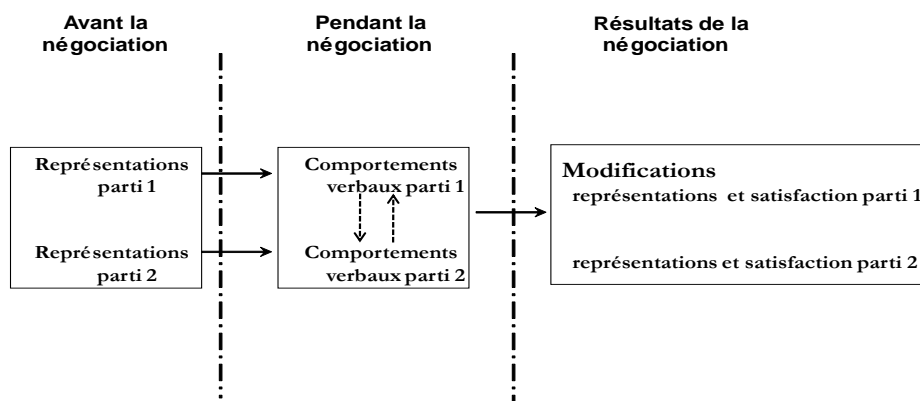 Avant la
négociation
Pendant la
négociation
Résultats de la
négociation
Représentations
parti 1
Représentations
parti 2
Comportements
verbaux parti 1
Comportements
verbaux parti 2
Modifications
représentations et satisfaction parti 1
représentations et satisfaction parti 2